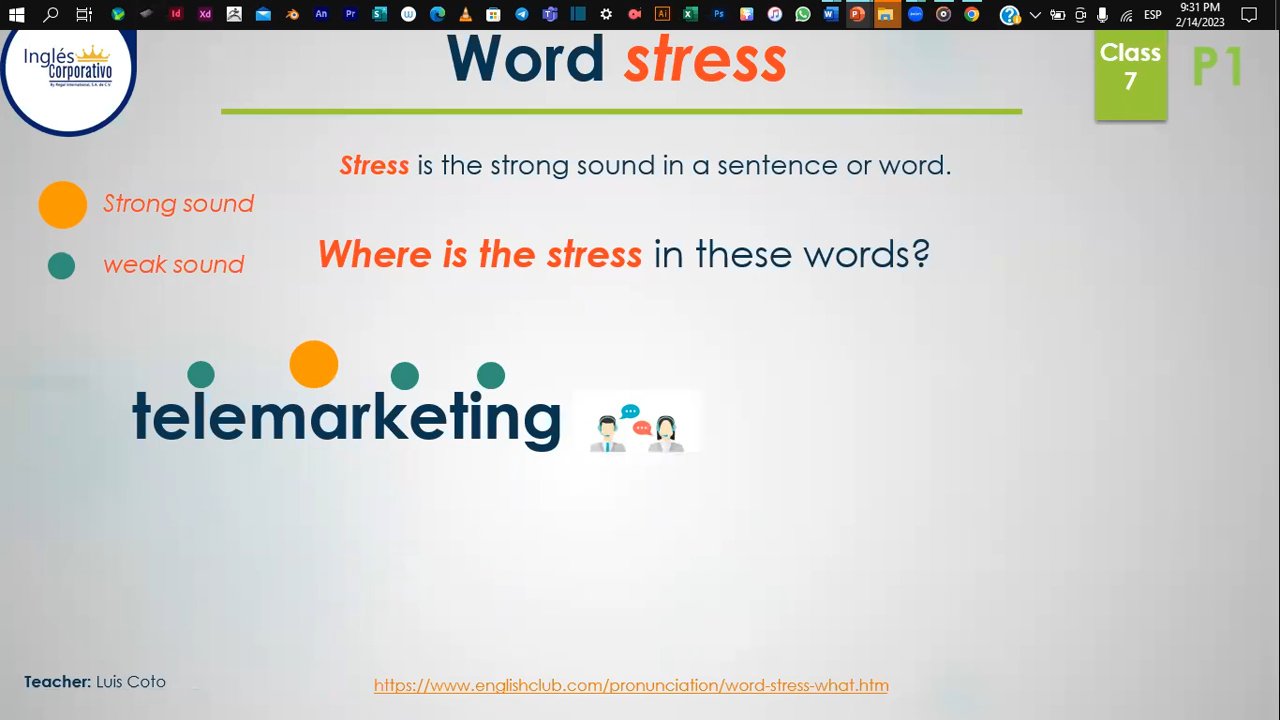 9:31 PM
ESP
2/14/2023
Inglés
Corporativo
By Regal International, S.A. de C.V.
Word stress
Class
7
P1
Stress is the strong sound in a sentence or word.
Strong sound
weak sound
Where is the stress in these words?
telemarketing
Teacher: Luis Coto
https://www.englishclub.com/pronunciation/word-stress-what.htm